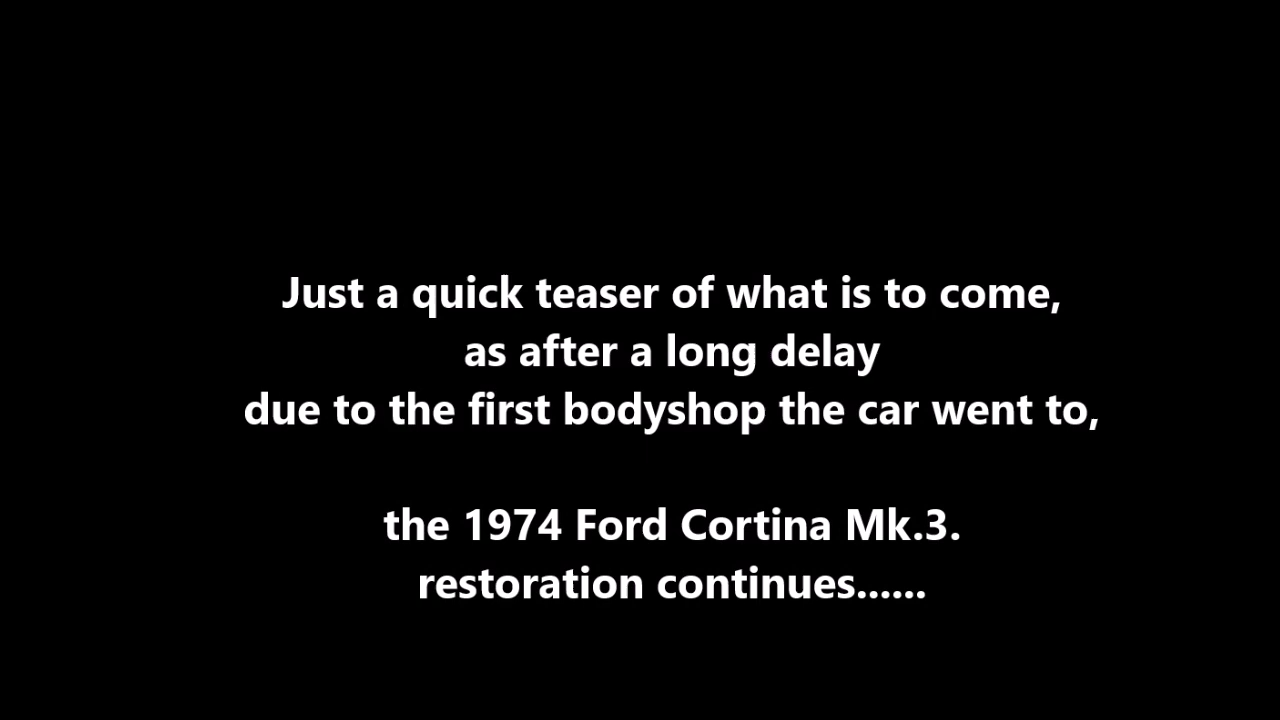 Just a quick teaser of what is to come,
as after a long delay
due to the first bodyshop the car went to,
the 1974 Ford Cortina Mk.3.
restoration continues......